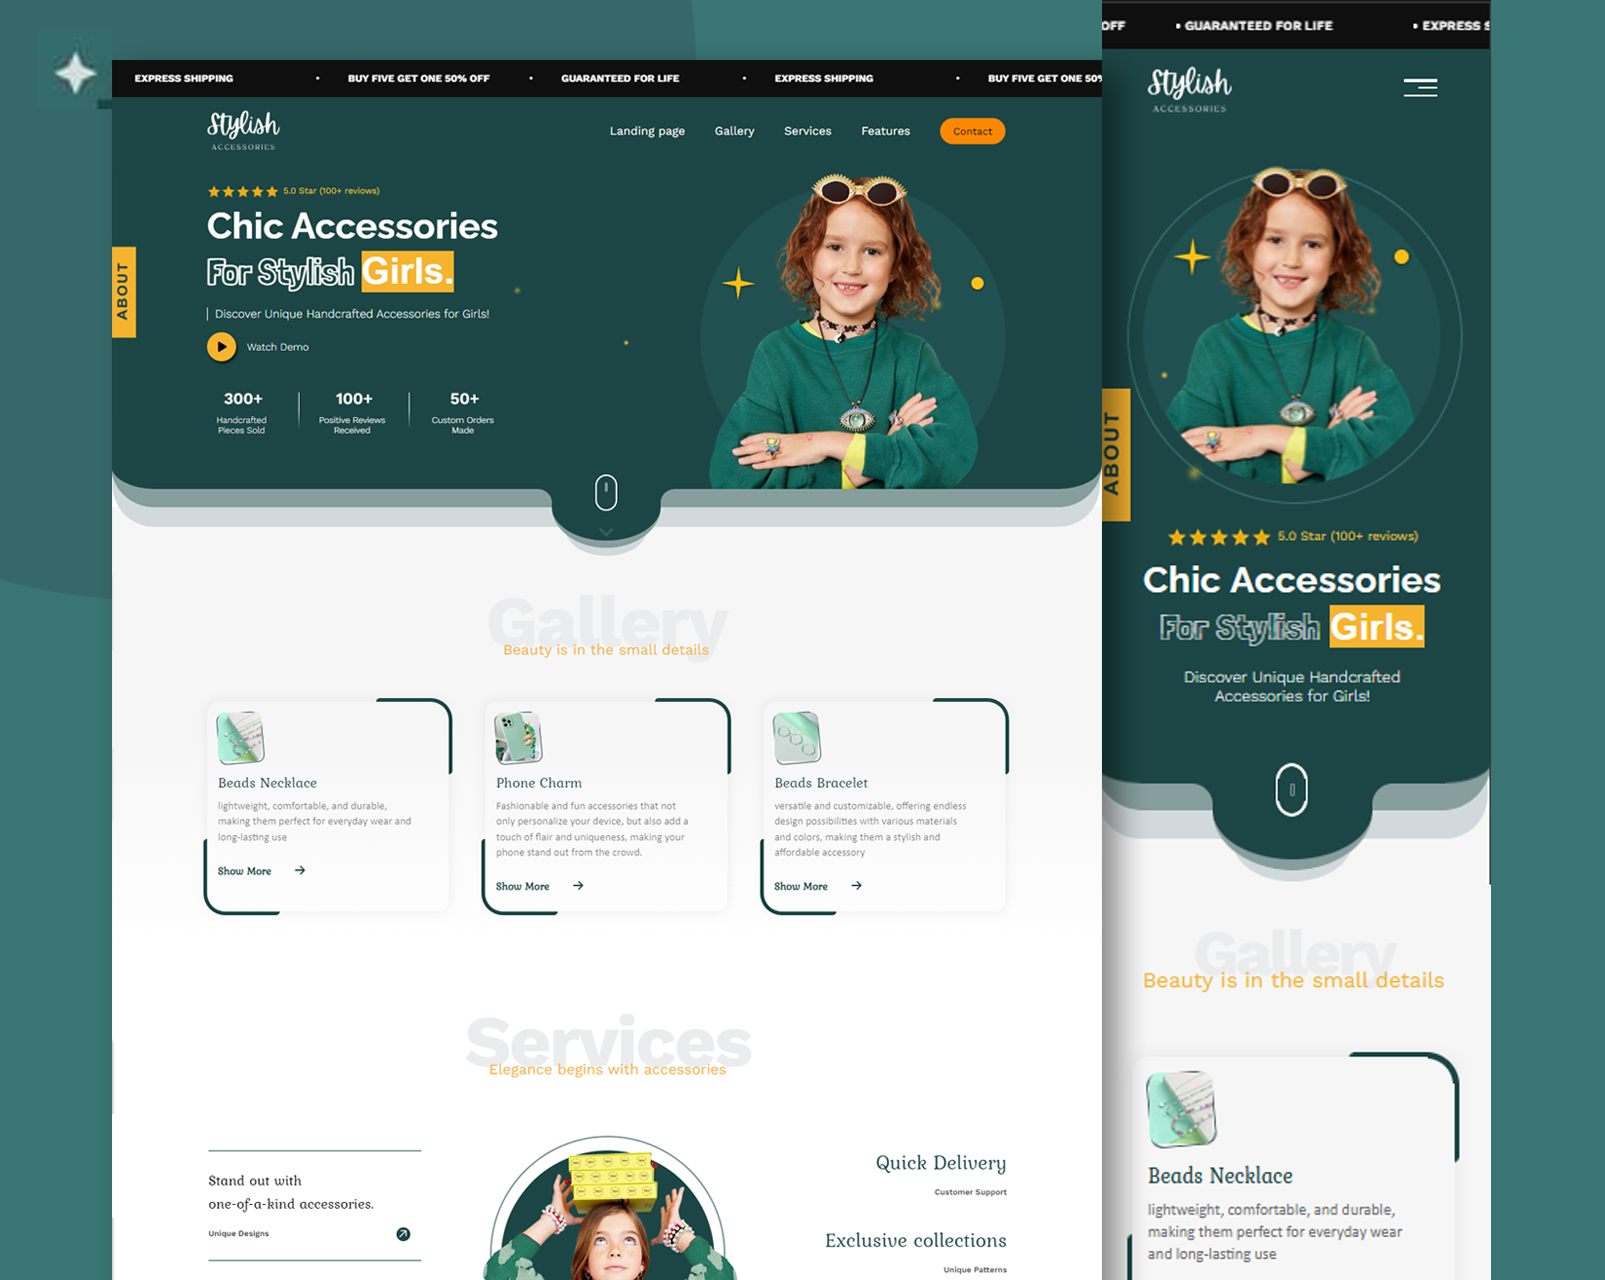 EXPRESS SHIPPING • BUY FIVE GET ONE 50% OFF • GUARANTEED FOR LIFE • EXPRESS SHIPPING • BUY FIVE GET ONE 50%
Stylish
ACCESSORIES
Landing page Gallery Services Features Contact
5.0 Star (100+ reviows)
Chic Accessories
For Stylish Girls.
Discover Unique Handcrafted Accessories for Girls!
Watch Demo
ABOUT
300+ 100+ 50+
Handcrafted Positive Reviews Custom Orders
Pieces Sold Received Made
Gallery
Beauty is in the small details
Beads Necklace
lightweight, comfortable, and durable,
making them perfect for everyday wear and
long-lasting use
Show More
Phone Charm
Fashionable and fun accessories that not
only personalize your device, but also add a
touch of flair and uniqueness, making your
phone stand out from the crowd.
Show More
Beads Bracelet
versatile and customizable, offering endless
design possibilities with various materials
and colors, making them a stylish and
affordable accessory
Show More
Services
Elegance begins with accessories
Stand out with
one-of-a-kind accessories.
Unique Designs
Quick Delivery
Customer Support
Exclusive collections
Unique Patterns
OFF • GUARANTEED FOR LIFE • EXPRESS
Stylish
ACCESSORIES
ABOUT
5.0 Star (100+ reviows)
Chic Accessories
For Stylish Girls.
Discover Unique Handcrafted
Accessories for Girls!
Gallery
Beauty is in the small details
Beads Necklace
lightweight, comfortable, and durable,
making them perfect for everyday wear
and long-lasting use